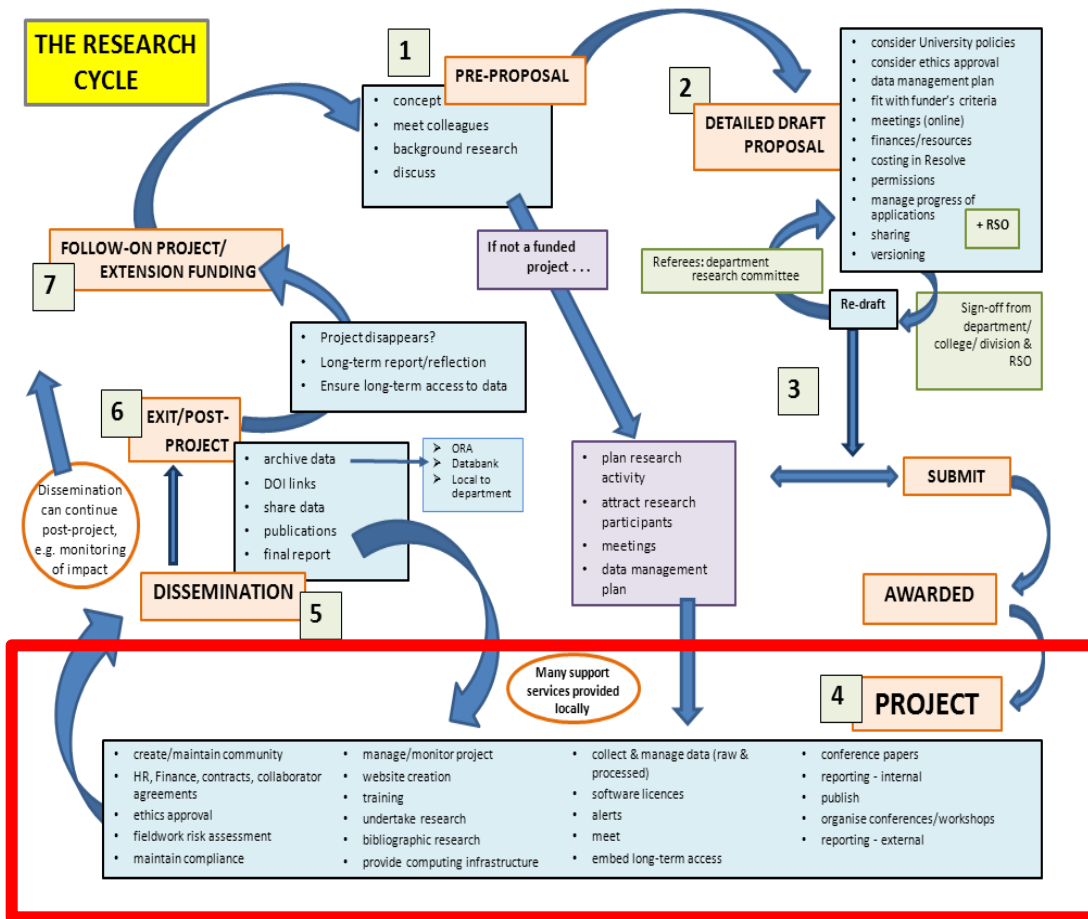 THE RESEARCH
CYCLE
1
PRE-PROPOSAL
• concept
• meet colleagues
• background research
• discuss
2
DETAILED DRAFT
PROPOSAL
• consider University policies
• consider ethics approval
• data management plan
• fit with funder's criteria
• meetings (online)
• finances/resources
• costing in Resolve
• permissions
• manage progress of
applications
• sharing
• versioning
+ RSO
Referees: department
research committee
Re-draft
Sign-off from
department/
college/ division &
RSO
3
If not a funded
project . . .
• plan research
activity
• attract research
participants
• meetings
• data management
plan
SUBMIT
AWARDED
4
PROJECT
Many support
services provided
locally
• create/maintain community
• HR, Finance, contracts, collaborator
agreements
• ethics approval
• fieldwork risk assessment
• maintain compliance
• manage/monitor project
• website creation
• training
• undertake research
• bibliographic research
• provide computing infrastructure
• collect & manage data (raw &
processed)
• software licences
• alerts
• meet
• embed long-term access
• conference papers
• reporting - internal
• publish
• organise conferences/workshops
• reporting - external
DISSEMINATION
5
• archive data
• DOI links
• share data
• publications
• final report
➢ ORA
➢ Databank
➢ Local to
department
6
EXIT/POST-
PROJECT
• Project disappears?
• Long-term report/reflection
• Ensure long-term access to data
Dissemination
can continue
post-project,
e.g. monitoring
of impact
FOLLOW-ON PROJECT/
EXTENSION FUNDING
7